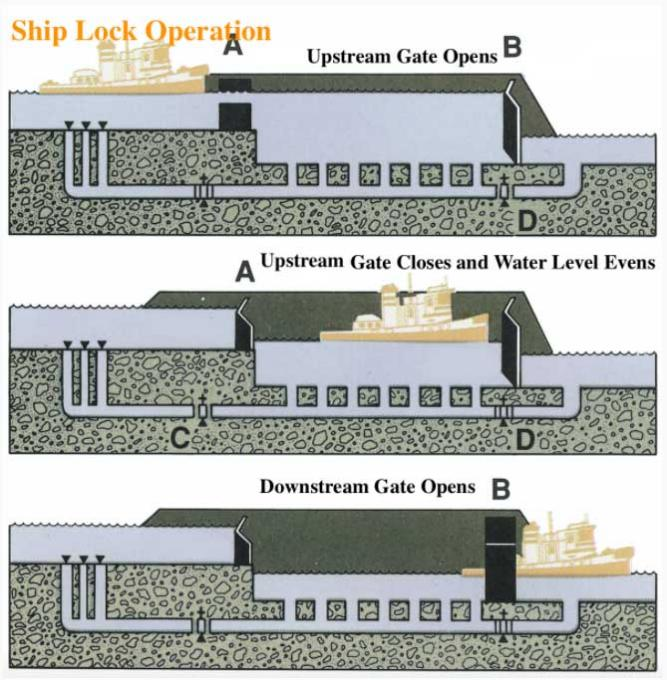 Ship Lock Operation
A
Upstream Gate Opens
B
D
A
Upstream Gate Closes and Water Level Evens
C
D
Downstream Gate Opens
B